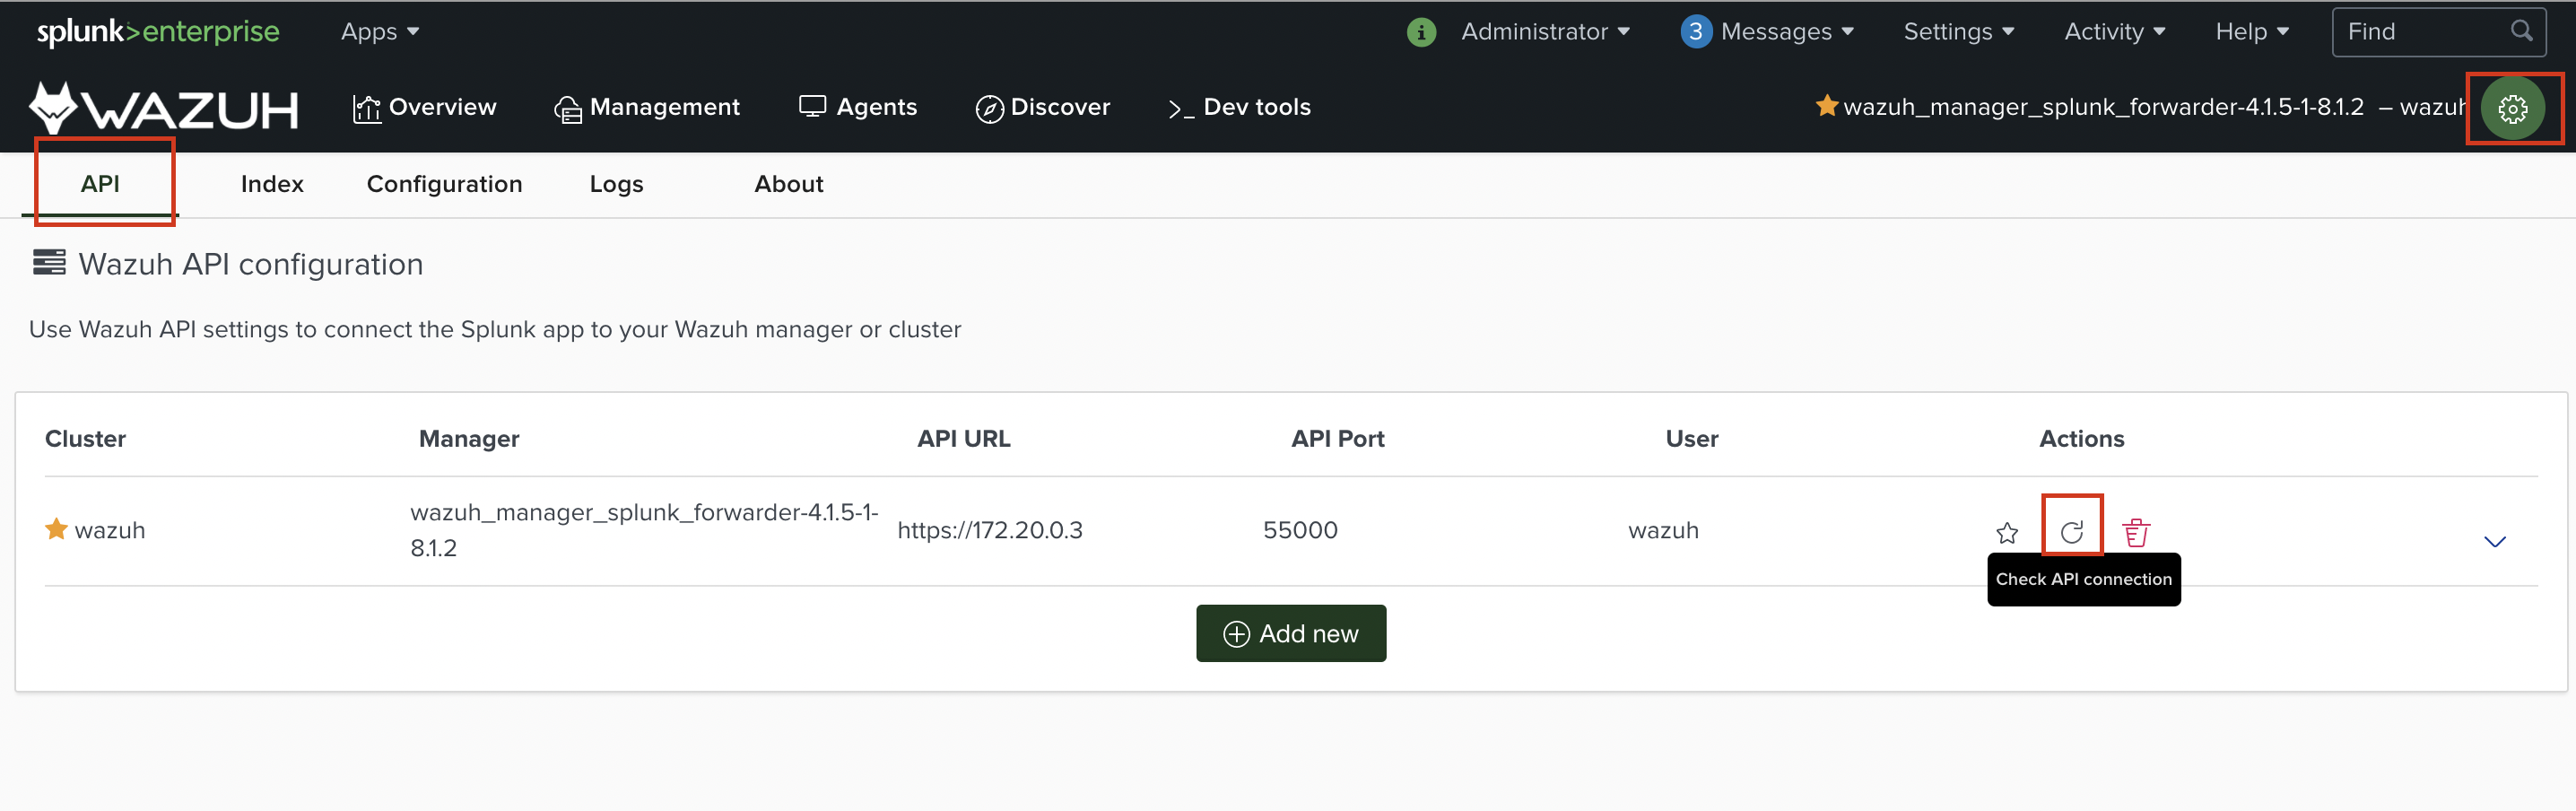 splunk>enterprise Apps Administrator 3 Messages Settings Activity Help Find
WAZUH Overview Management Agents Discover >_ Dev tools wazuh_manager_splunk_forwarder-4.1.5-1-8.1.2 – wazuh
API Index Configuration Logs About
Wazuh API configuration
Use Wazuh API settings to connect the Splunk app to your Wazuh manager or cluster
Cluster Manager API URL API Port User Actions
wazuh wazuh_manager_splunk_forwarder-4.1.5-1-
8.1.2 https://172.20.0.3 55000 wazuh
Check API connection
Add new